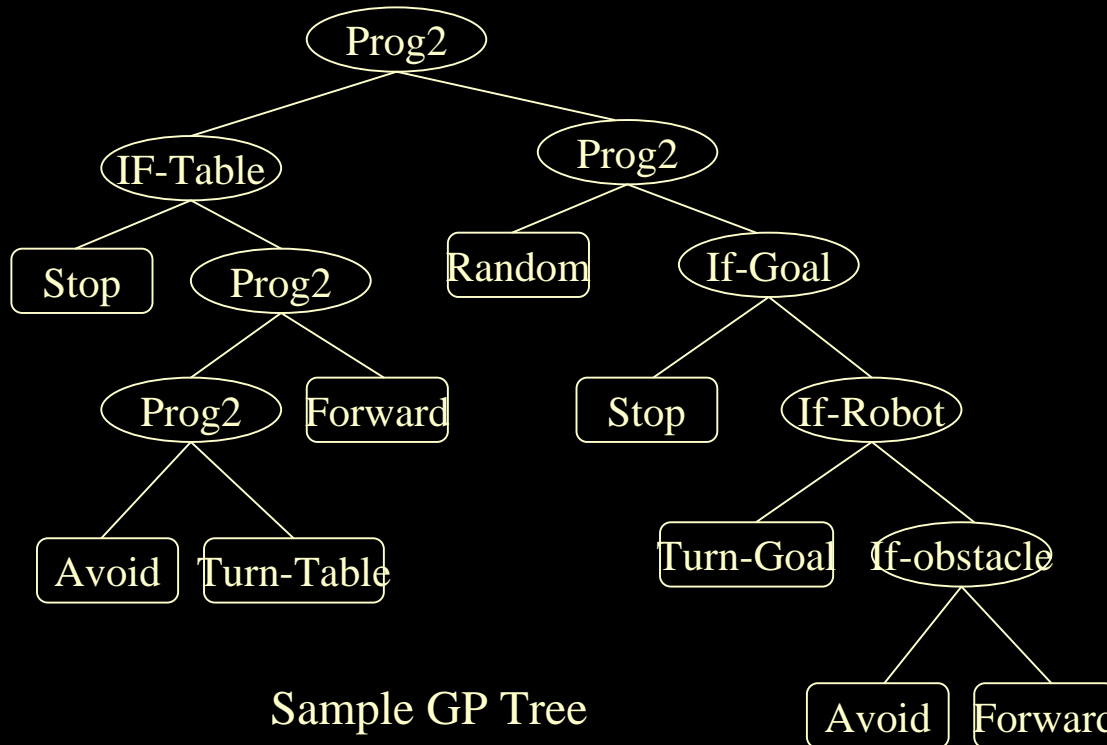 Prog2
IF-Table
Prog2
Stop
Prog2
Random
If-Goal
Prog2
Forward
Stop
If-Robot
Avoid
Turn-Table
Turn-Goal
If-obstacle
Sample GP Tree
Avoid
Forward